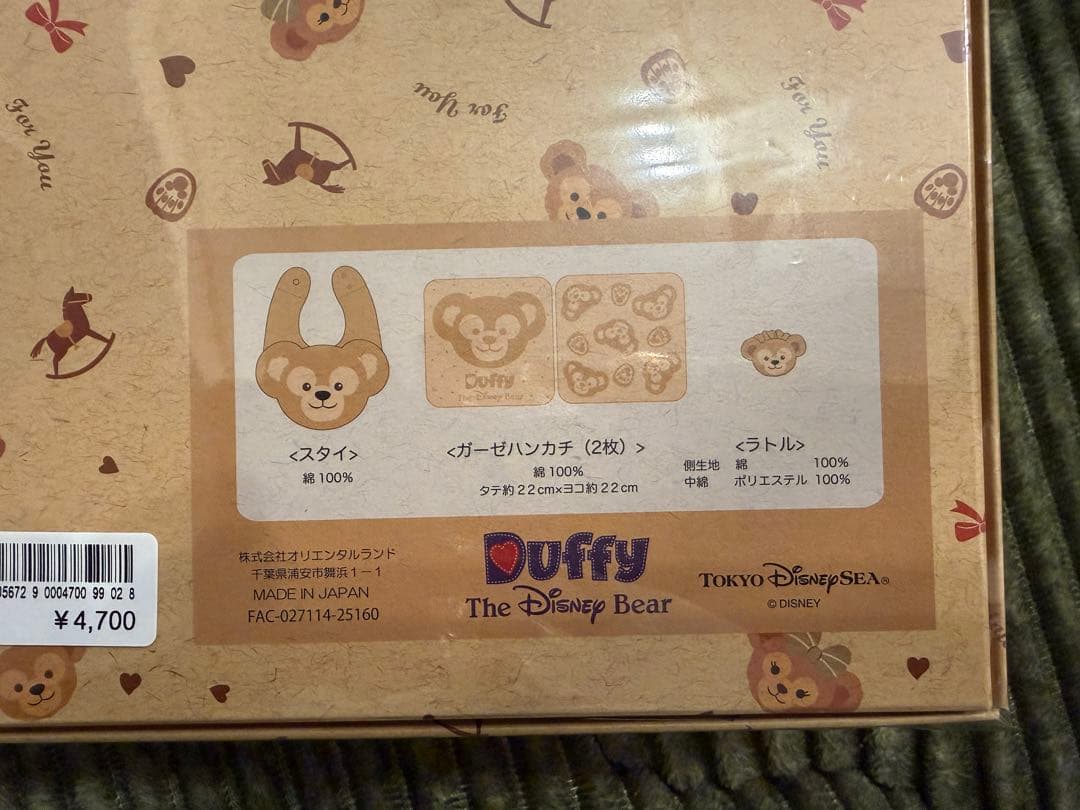 For You
For You
For You
Duffy
The Disney Bear
<スタイ>
綿 100%
<ガーゼハンカチ（2枚）>
綿 100%
タテ約22cm×ヨコ約22cm
<ラトル>
側生地 綿 100%
中綿 ポリエステル 100%
株式会社オリエンタルランド
千葉県浦安市舞浜1－1
MADE IN JAPAN
FAC-027114-25160
Duffy
The Disney Bear
TOKYO DisneySEA®
© DISNEY
5672 9 0004700 99 02 8
¥4,700